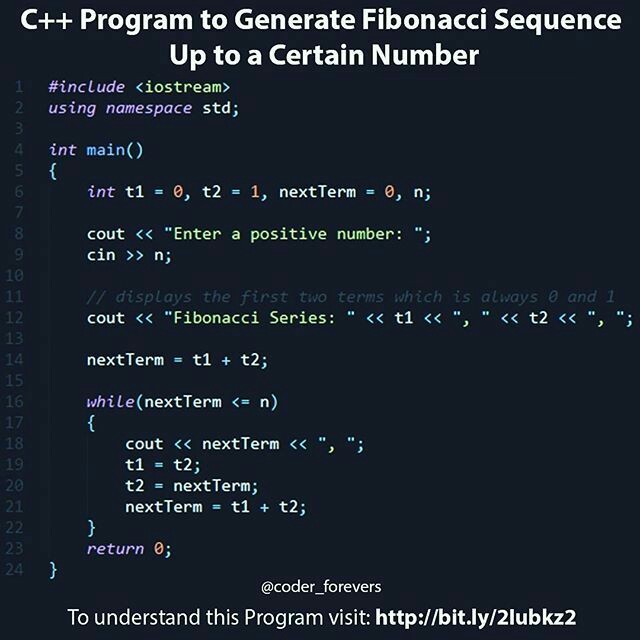 C++ Program to Generate Fibonacci Sequence
Up to a Certain Number
1 #include <iostream>
2 using namespace std;
3
4 int main()
5 {
6 int t1 = 0, t2 = 1, nextTerm = 0, n;
7
8 cout << "Enter a positive number: ";
9 cin >> n;
10
11 // displays the first two terms which is always 0 and 1
12 cout << "Fibonacci Series: " << t1 << ", " << t2 << ", ";
13
14 nextTerm = t1 + t2;
15
16 while(nextTerm <= n)
17 {
18 cout << nextTerm << ", ";
19 t1 = t2;
20 t2 = nextTerm;
21 nextTerm = t1 + t2;
22 }
23 return 0;
24 }
@coder_forevers
To understand this Program visit: http://bit.ly/2Iubkz2